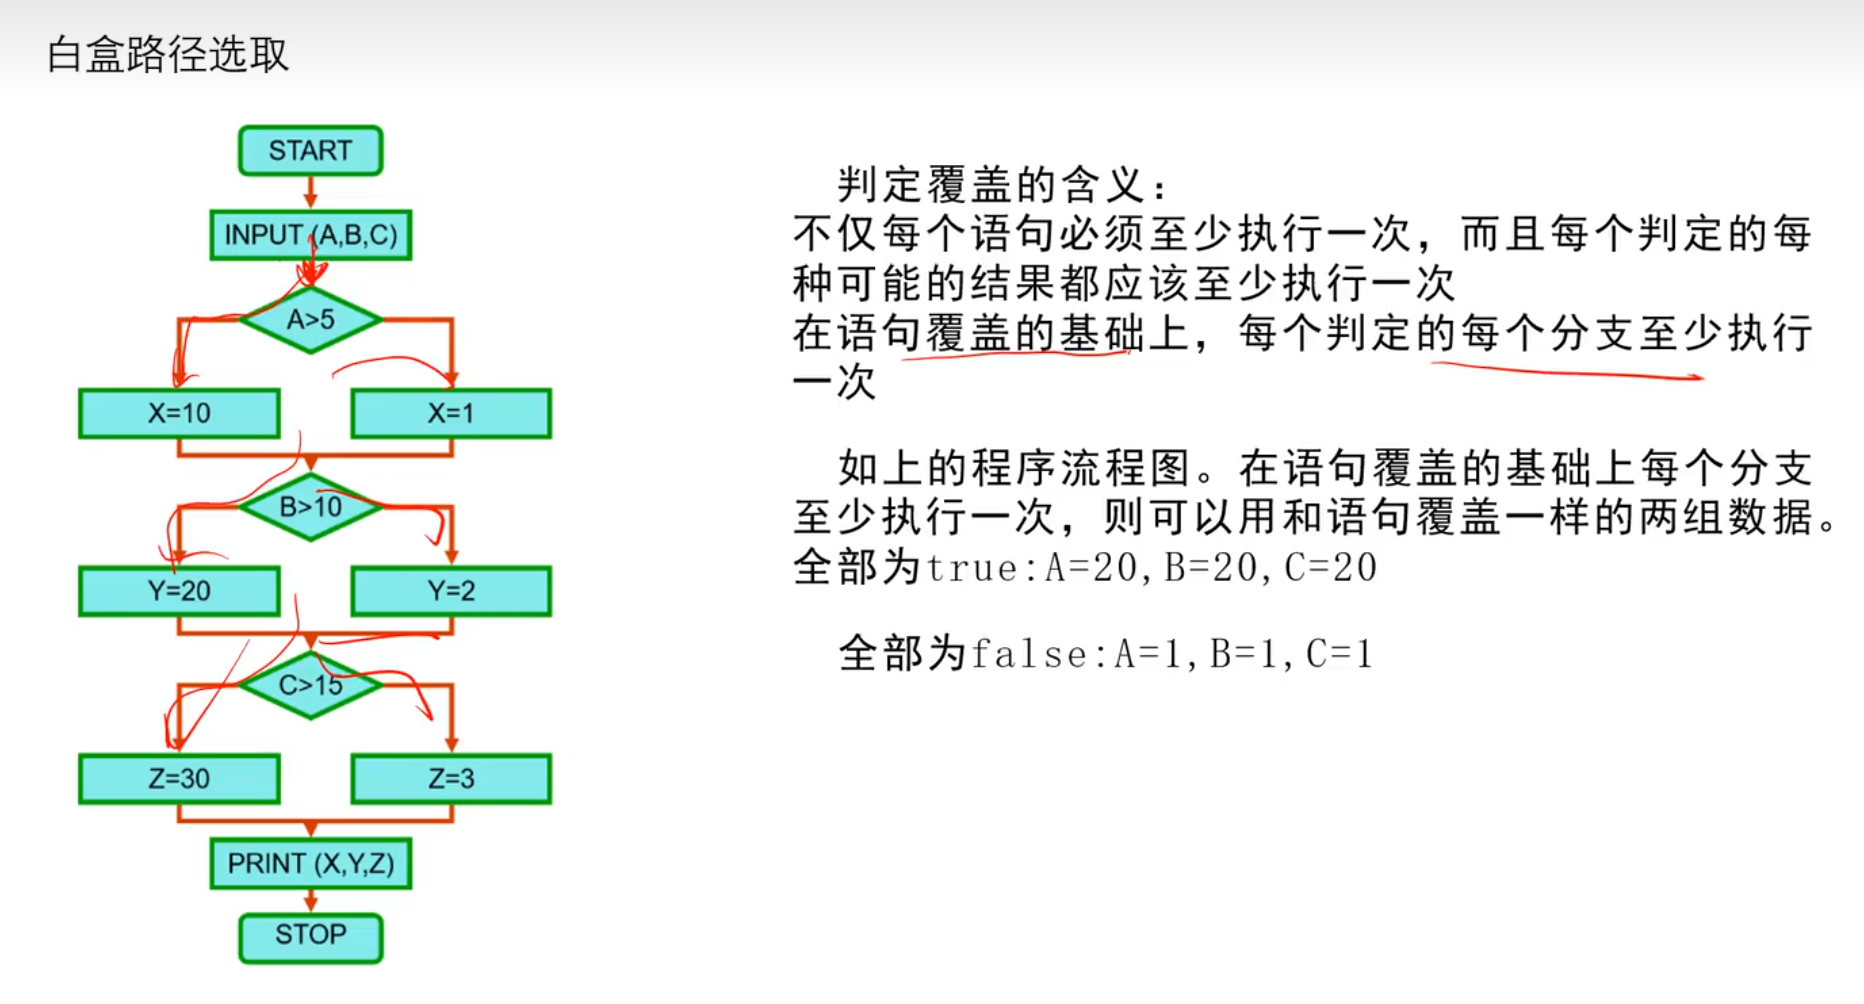 白盒路径选取
START
INPUT (A,B,C)
A>5
X=10
X=1
B>10
Y=20
Y=2
C>15
Z=30
Z=3
PRINT (X,Y,Z)
STOP
判定覆盖的含义：
不仅每个语句必须至少执行一次，而且每个判定的每
种可能的结果都应该至少执行一次
在语句覆盖的基础上，每个判定的每个分支至少执行
一次
如上的程序流程图。在语句覆盖的基础上每个分支
至少执行一次，则可以用和语句覆盖一样的两组数据。
全部为true:A=20,B=20,C=20
全部为false:A=1,B=1,C=1